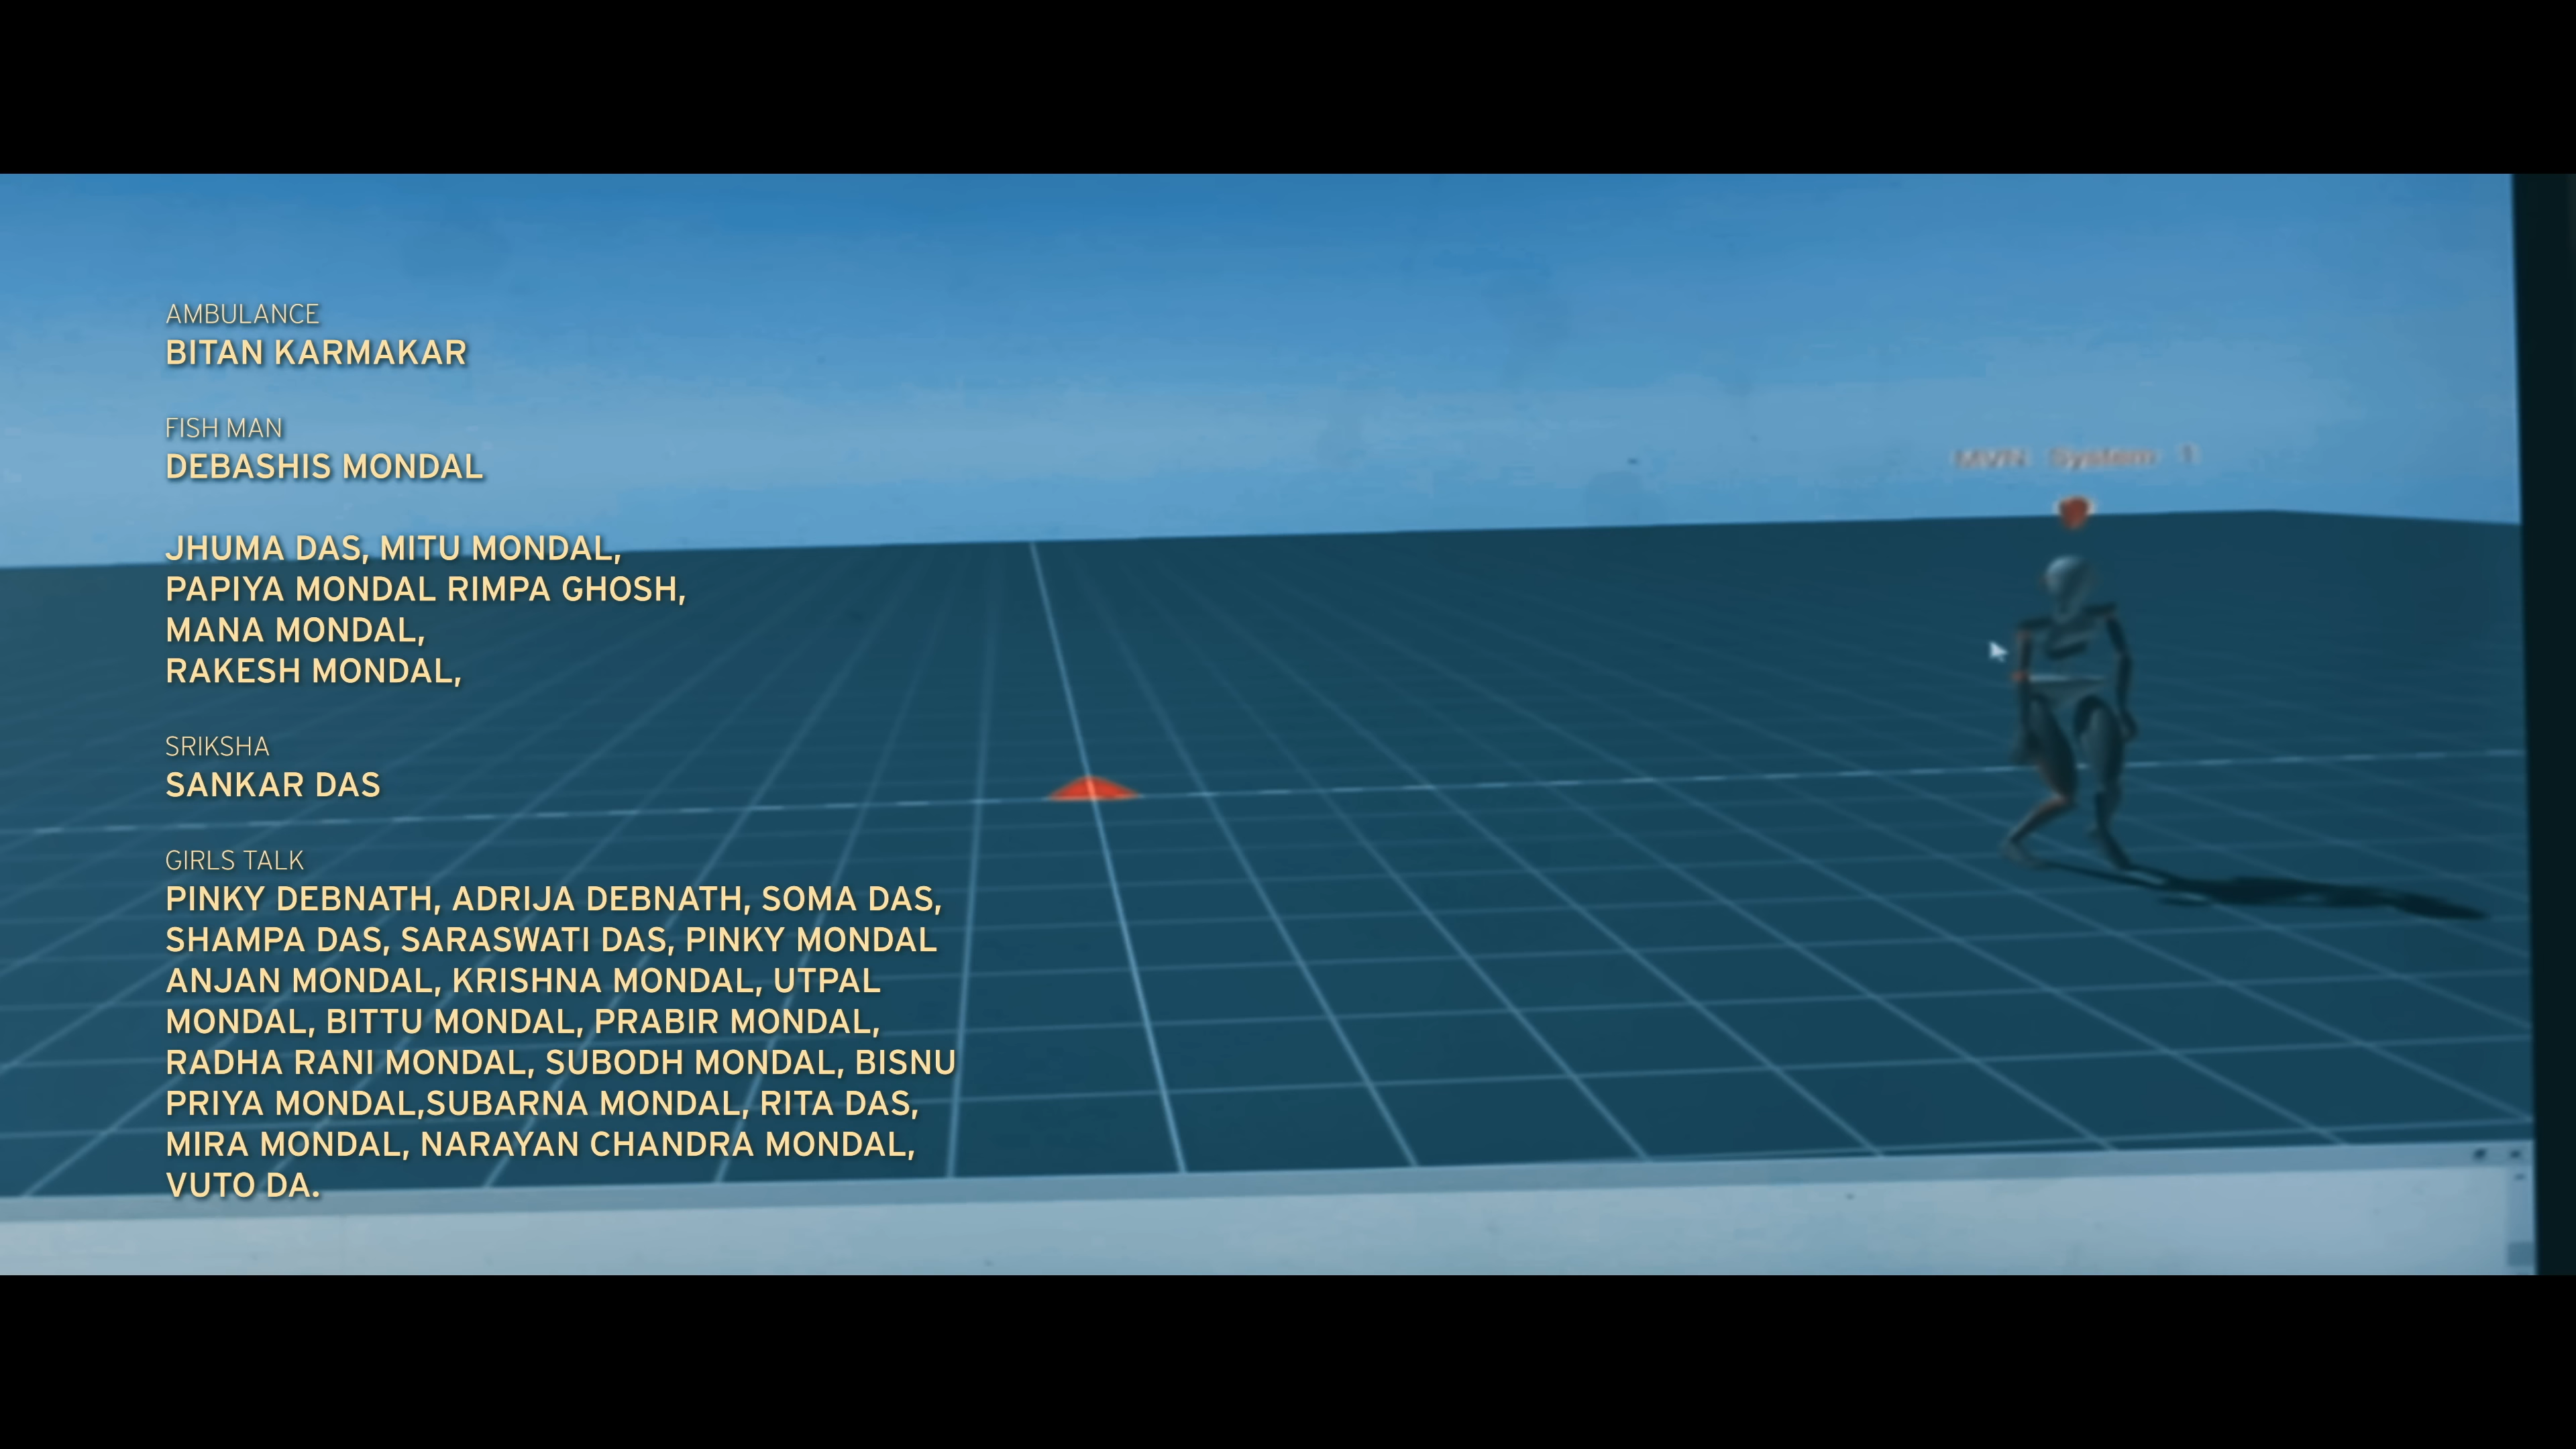 AMBULANCE
BITAN KARMAKAR
FISH MAN
DEBASHIS MONDAL
JHUMA DAS, MITU MONDAL,
PAPIYA MONDAL RIMPA GHOSH,
MANA MONDAL,
RAKESH MONDAL,
SRIKSHA
SANKAR DAS
GIRLS TALK
PINKY DEBNATH, ADRIJA DEBNATH, SOMA DAS,
SHAMPA DAS, SARASWATI DAS, PINKY MONDAL
ANJAN MONDAL, KRISHNA MONDAL, UTPAL
MONDAL, BITTU MONDAL, PRABIR MONDAL,
RADHA RANI MONDAL, SUBODH MONDAL, BISNU
PRIYA MONDAL,SUBARNA MONDAL, RITA DAS,
MIRA MONDAL, NARAYAN CHANDRA MONDAL,
VUTO DA.
MVN System 1